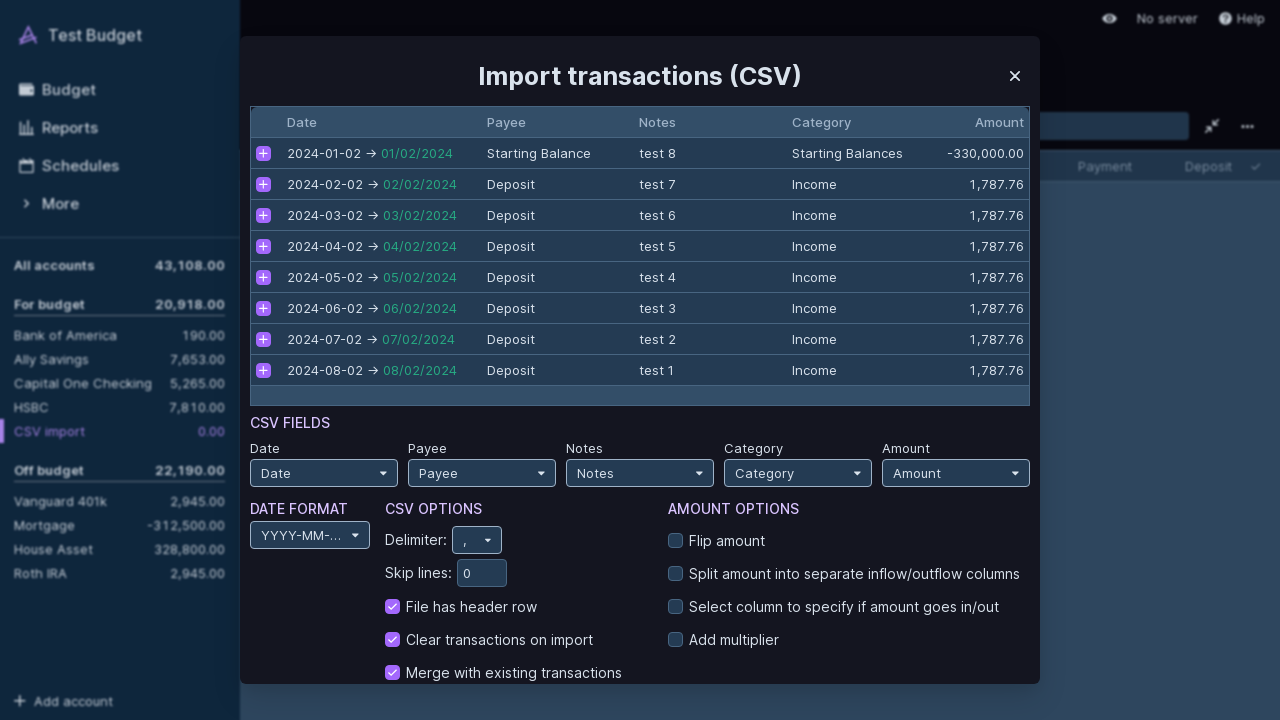 Test Budget
Budget
Reports
Schedules
More
All accounts 43,108.00
For budget 20,918.00
Bank of America 190.00
Ally Savings 7,653.00
Capital One Checking 5,265.00
HSBC 7,810.00
CSV import 0.00
Off budget 22,190.00
Vanguard 401k 2,945.00
Mortgage -312,500.00
House Asset 328,800.00
Roth IRA 2,945.00
Add account
No server Help
Payment Deposit
Import transactions (CSV)
Date Payee Notes Category Amount
2024-01-02 → 01/02/2024 Starting Balance test 8 Starting Balances -330,000.00
2024-02-02 → 02/02/2024 Deposit test 7 Income 1,787.76
2024-03-02 → 03/02/2024 Deposit test 6 Income 1,787.76
2024-04-02 → 04/02/2024 Deposit test 5 Income 1,787.76
2024-05-02 → 05/02/2024 Deposit test 4 Income 1,787.76
2024-06-02 → 06/02/2024 Deposit test 3 Income 1,787.76
2024-07-02 → 07/02/2024 Deposit test 2 Income 1,787.76
2024-08-02 → 08/02/2024 Deposit test 1 Income 1,787.76
CSV FIELDS
Date Payee Notes Category Amount
Date Payee Notes Category Amount
DATE FORMAT
YYYY-MM-...
CSV OPTIONS
Delimiter: ,
Skip lines: 0
File has header row
Clear transactions on import
Merge with existing transactions
AMOUNT OPTIONS
Flip amount
Split amount into separate inflow/outflow columns
Select column to specify if amount goes in/out
Add multiplier